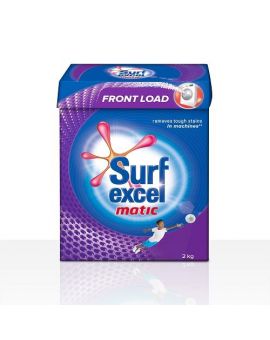 FRONT LOAD
removes tough stains
in machines**
Surf
excel
matic
2 kg